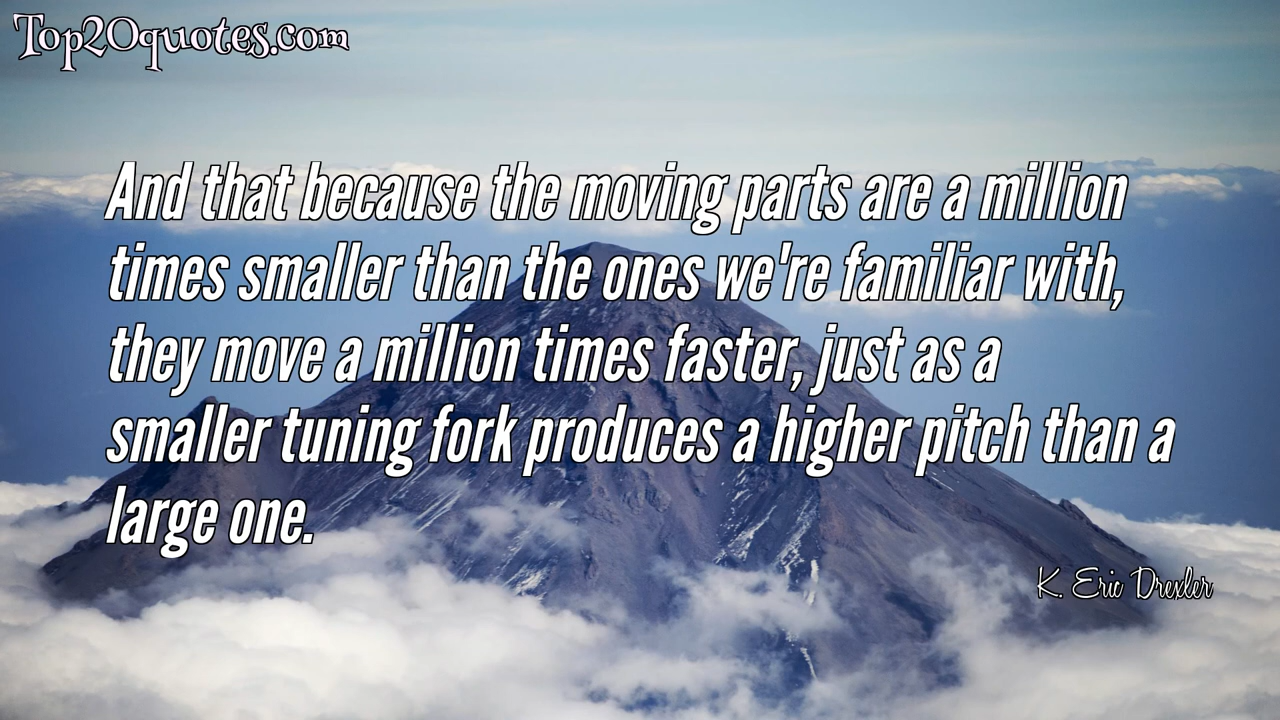 Top20quotes.com
And that because the moving parts are a million
times smaller than the ones we're familiar with,
they move a million times faster, just as a
smaller tuning fork produces a higher pitch than a
large one.
K. Eric Drexler